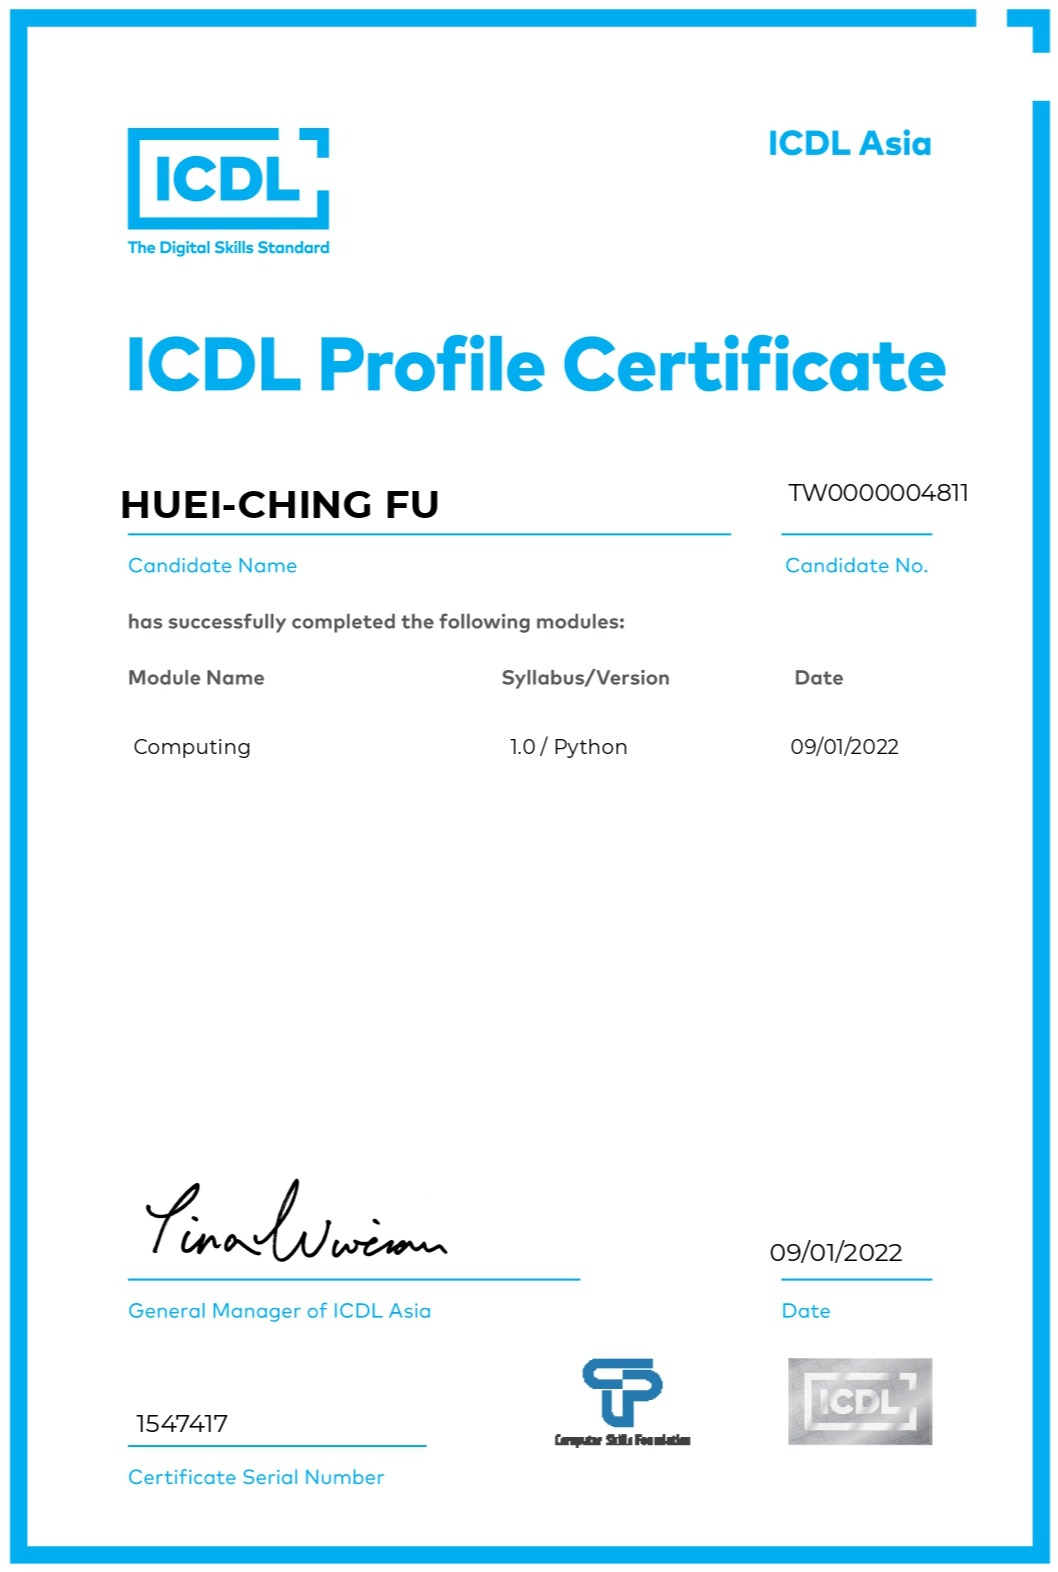 ICDL
The Digital Skills Standard
ICDL Asia
ICDL Profile Certificate
HUEI-CHING FU
TW0000004811
Candidate Name
Candidate No.
has successfully completed the following modules:
Module Name Syllabus/Version Date
Computing 1.0 / Python 09/01/2022
09/01/2022
General Manager of ICDL Asia
Date
1547417
Certificate Serial Number
Computer Skills Foundation
ICDL